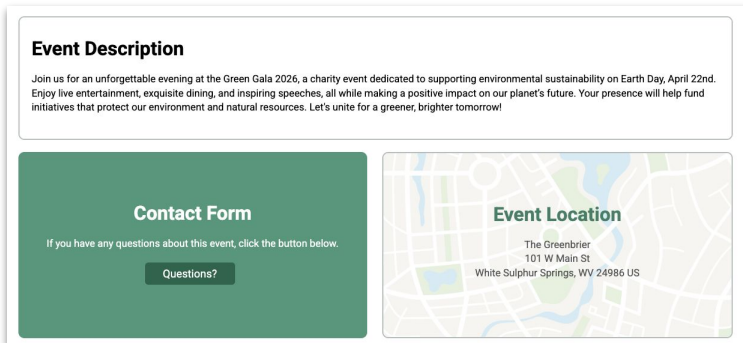 Event Description
Join us for an unforgettable evening at the Green Gala 2026, a charity event dedicated to supporting environmental sustainability on Earth Day, April 22nd.
Enjoy live entertainment, exquisite dining, and inspiring speeches, all while making a positive impact on our planet's future. Your presence will help fund
initiatives that protect our environment and natural resources. Let's unite for a greener, brighter tomorrow!
Contact Form
If you have any questions about this event, click the button below.
Questions?
Event Location
The Greenbrier
101 W Main St
White Sulphur Springs, WV 24986 US